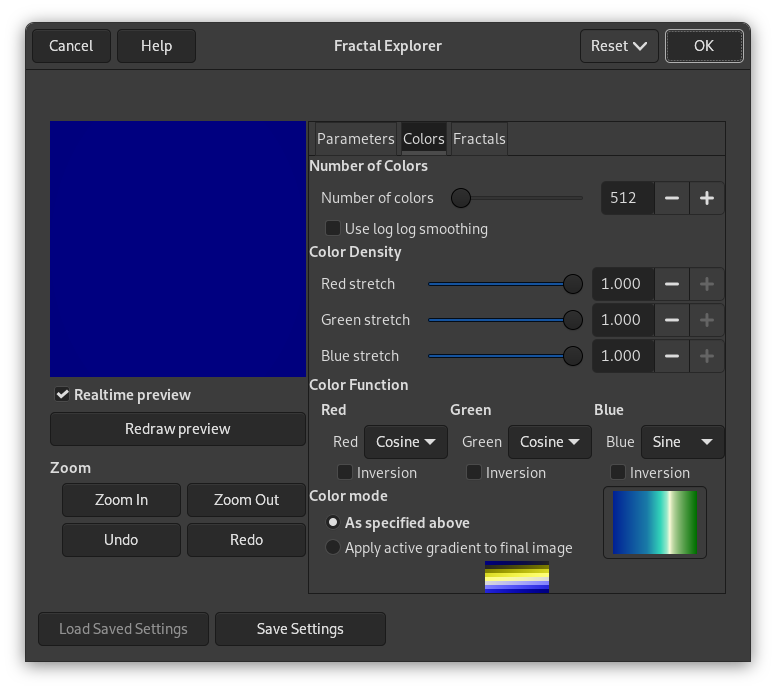 Cancel Help Fractal Explorer Reset OK
Parameters Colors Fractals
Number of Colors
Number of colors 512
Use log log smoothing
Color Density
Red stretch 1.000
Green stretch 1.000
Blue stretch 1.000
Color Function
Red Green Blue
Red Cosine Green Cosine Blue Sine
Inversion Inversion Inversion
Color mode
As specified above
Apply active gradient to final image
Realtime preview
Redraw preview
Zoom
Zoom In Zoom Out
Undo Redo
Load Saved Settings Save Settings